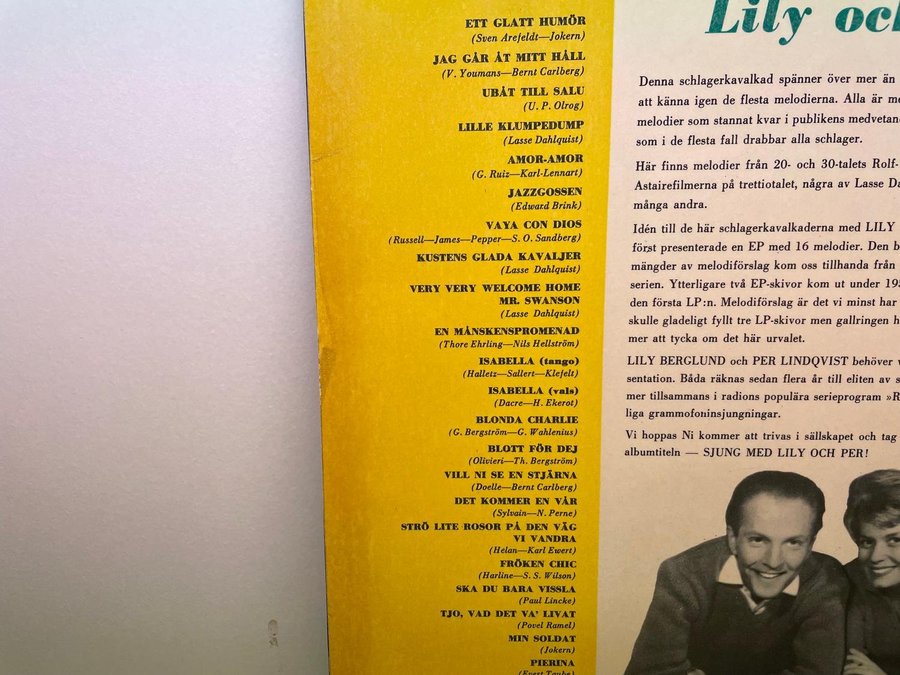 ETT GLATT HUMÖR
(Sven Arefeldt—Jokern)
JAG GÅR ÅT MITT HÅLL
(V. Youmans—Bernt Carlberg)
UBÅT TILL SALU
(U. P. Olrog)
LILLE KLUMPEDUMP
(Lasse Dahlquist)
AMOR-AMOR
(G. Ruiz—Karl-Lennart)
JAZZGOSSEN
(Edward Brink)
VAYA CON DIOS
(Russell—James—Pepper—S. O. Sandberg)
KUSTENS GLADA KAVALJER
(Lasse Dahlquist)
VERY VERY WELCOME HOME
MR. SWANSON
(Lasse Dahlquist)
EN MÅNSKENSPROMENAD
(Thore Ehrling—Nils Hellström)
ISABELLA (tango)
(Halletz—Sallert—Klefelt)
ISABELLA (vals)
(Dacre—H. Ekerot)
BLONDA CHARLIE
(G. Bergström—G. Wahlenius)
BLOTT FÖR DEJ
(Olivieri—Th. Bergström)
VILL NI SE EN STJÄRNA
(Doelle—Bernt Carlberg)
DET KOMMER EN VÅR
(Sylvain—N. Perne)
STRÖ LITE ROSOR PÅ DEN VÄG
VI VANDRA
(Helan—Karl Ewert)
FRÖKEN CHIC
(Harline—S. S. Wilson)
SKA DU BARA VISSLA
(Paul Lincke)
TJO, VAD DET VA' LIVAT
(Povel Ramel)
MIN SOLDAT
(Jokern)
PIERINA
(Evert Taube)
Lily och
Denna schlagerkavalkad spänner över mer än
att känna igen de flesta melodierna. Alla är me
melodier som stannat kvar i publikens medvetan
som i de flesta fall drabbar alla schlager.
Här finns melodier från 20- och 30-talets Rolf-
Astairefilmerna på trettiotalet, några av Lasse Da
många andra.
Idén till de här schlagerkavalkaderna med LILY
först presenterade en EP med 16 melodier. Den b
mängder av melodiförslag kom oss tillhanda från
serien. Ytterligare två EP-skivor kom ut under 195
den första LP:n. Melodiförslag är det vi minst har
skulle gladeligt fyllt tre LP-skivor men gallringen h
mer att tycka om det här urvalet.
LILY BERGLUND och PER LINDQVIST behöver v
sentation. Båda räknas sedan flera år till eliten av s
mer tillsammans i radions populära serieprogram »R
liga grammofoninsjungningar.
Vi hoppas Ni kommer att trivas i sällskapet och tag
albumtiteln — SJUNG MED LILY OCH PER!